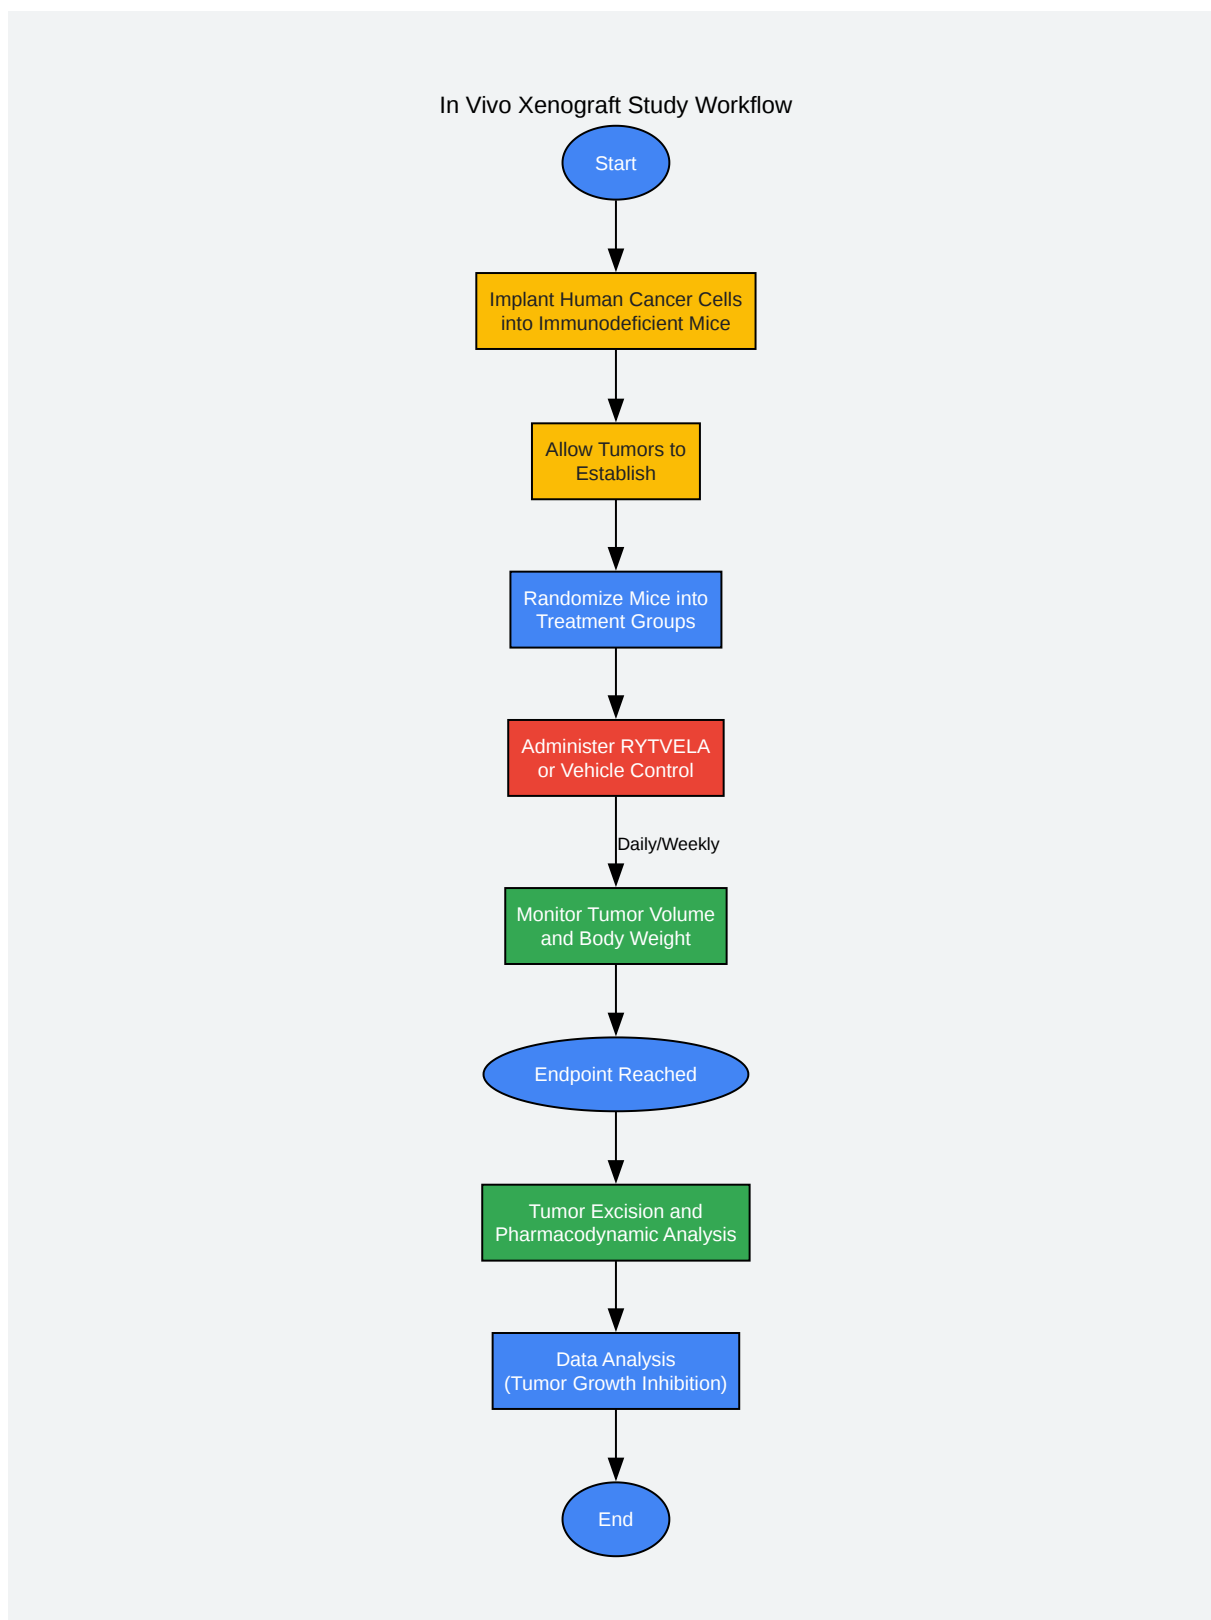 In Vivo Xenograft Study Workflow
Start
Implant Human Cancer Cells
into Immunodeficient Mice
Allow Tumors to
Establish
Randomize Mice into
Treatment Groups
Administer RYTVELA
or Vehicle Control
Daily/Weekly
Monitor Tumor Volume
and Body Weight
Endpoint Reached
Tumor Excision and
Pharmacodynamic Analysis
Data Analysis
(Tumor Growth Inhibition)
End